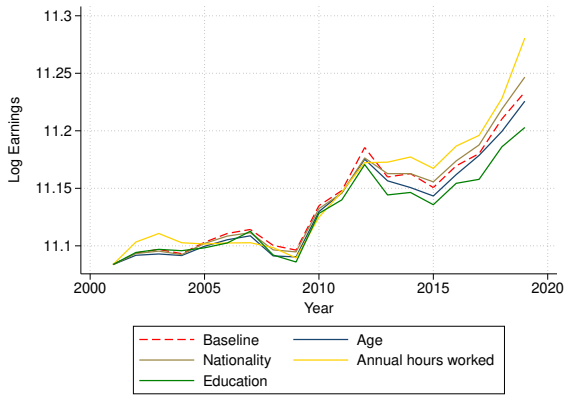 11.3
11.25
11.2
11.15
11.1
Log Earnings
2000 2005 2010 2015 2020
Year
Baseline Age
Nationality Annual hours worked
Education